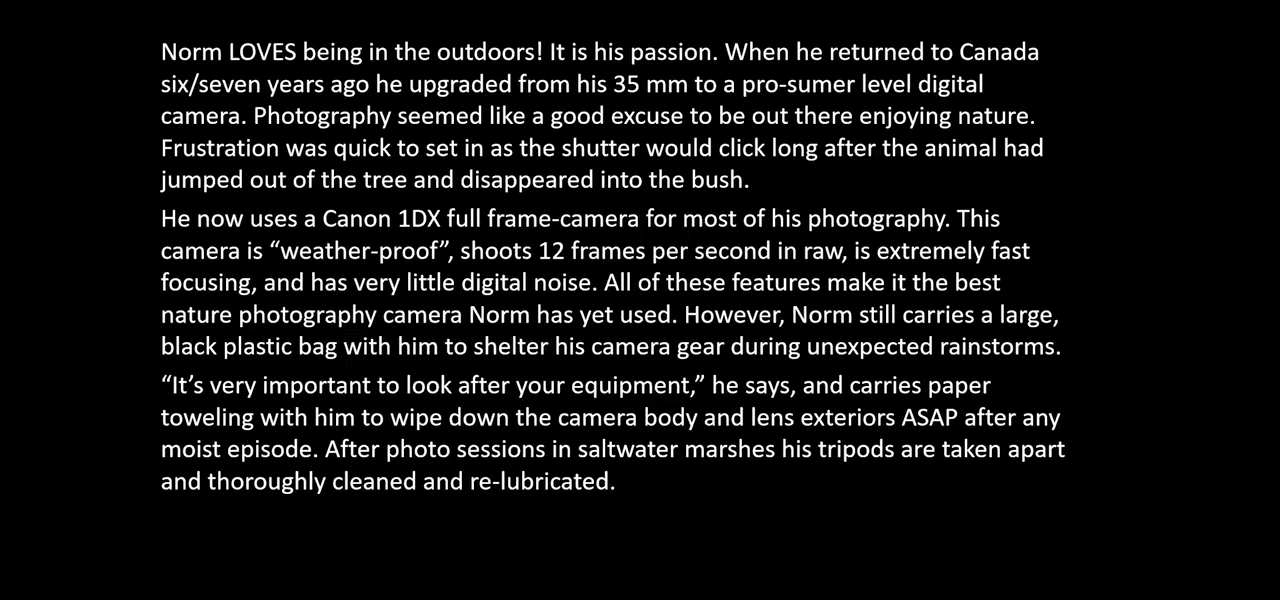 Norm LOVES being in the outdoors! It is his passion. When he returned to Canada
six/seven years ago he upgraded from his 35 mm to a pro-sumer level digital
camera. Photography seemed like a good excuse to be out there enjoying nature.
Frustration was quick to set in as the shutter would click long after the animal had
jumped out of the tree and disappeared into the bush.
He now uses a Canon 1DX full frame-camera for most of his photography. This
camera is “weather-proof”, shoots 12 frames per second in raw, is extremely fast
focusing, and has very little digital noise. All of these features make it the best
nature photography camera Norm has yet used. However, Norm still carries a large,
black plastic bag with him to shelter his camera gear during unexpected rainstorms.
“It’s very important to look after your equipment,” he says, and carries paper
toweling with him to wipe down the camera body and lens exteriors ASAP after any
moist episode. After photo sessions in saltwater marshes his tripods are taken apart
and thoroughly cleaned and re-lubricated.